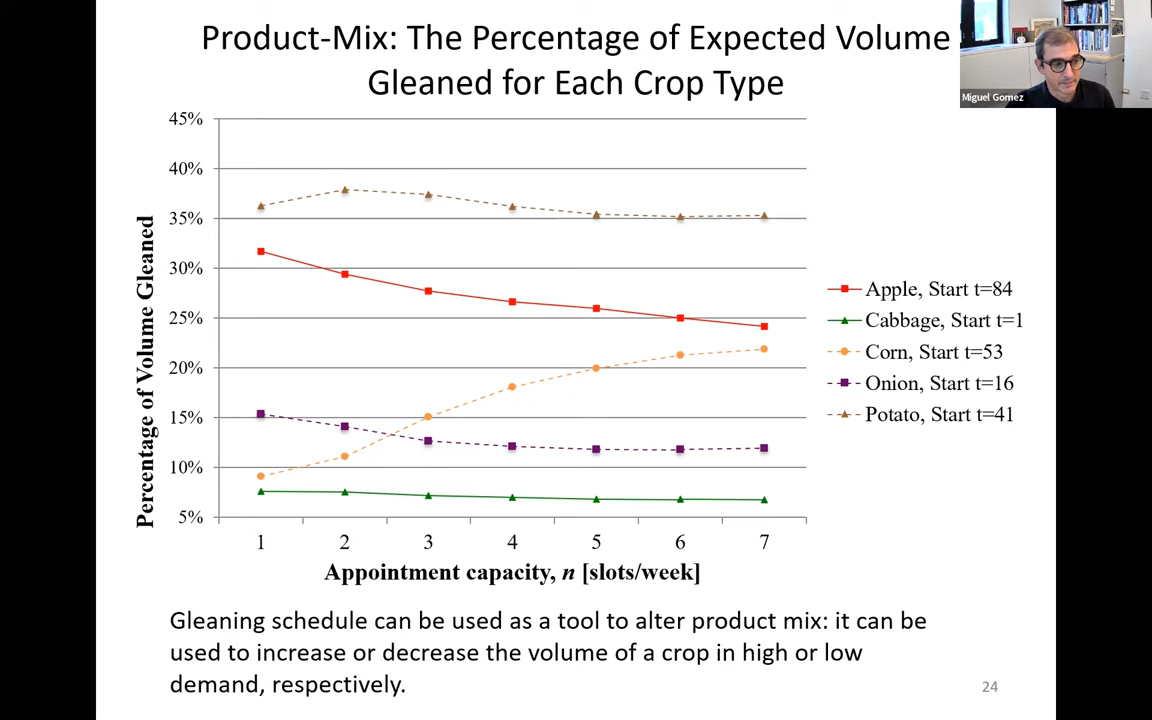 Product-Mix: The Percentage of Expected Volume
Gleaned for Each Crop Type
Miguel Gomez
45%
40%
35%
30%
25%
20%
15%
10%
5%
Percentage of Volume Gleaned
1 2 3 4 5 6 7
Appointment capacity, n [slots/week]
Apple, Start t=84
Cabbage, Start t=1
Corn, Start t=53
Onion, Start t=16
Potato, Start t=41
Gleaning schedule can be used as a tool to alter product mix: it can be
used to increase or decrease the volume of a crop in high or low
demand, respectively.
24